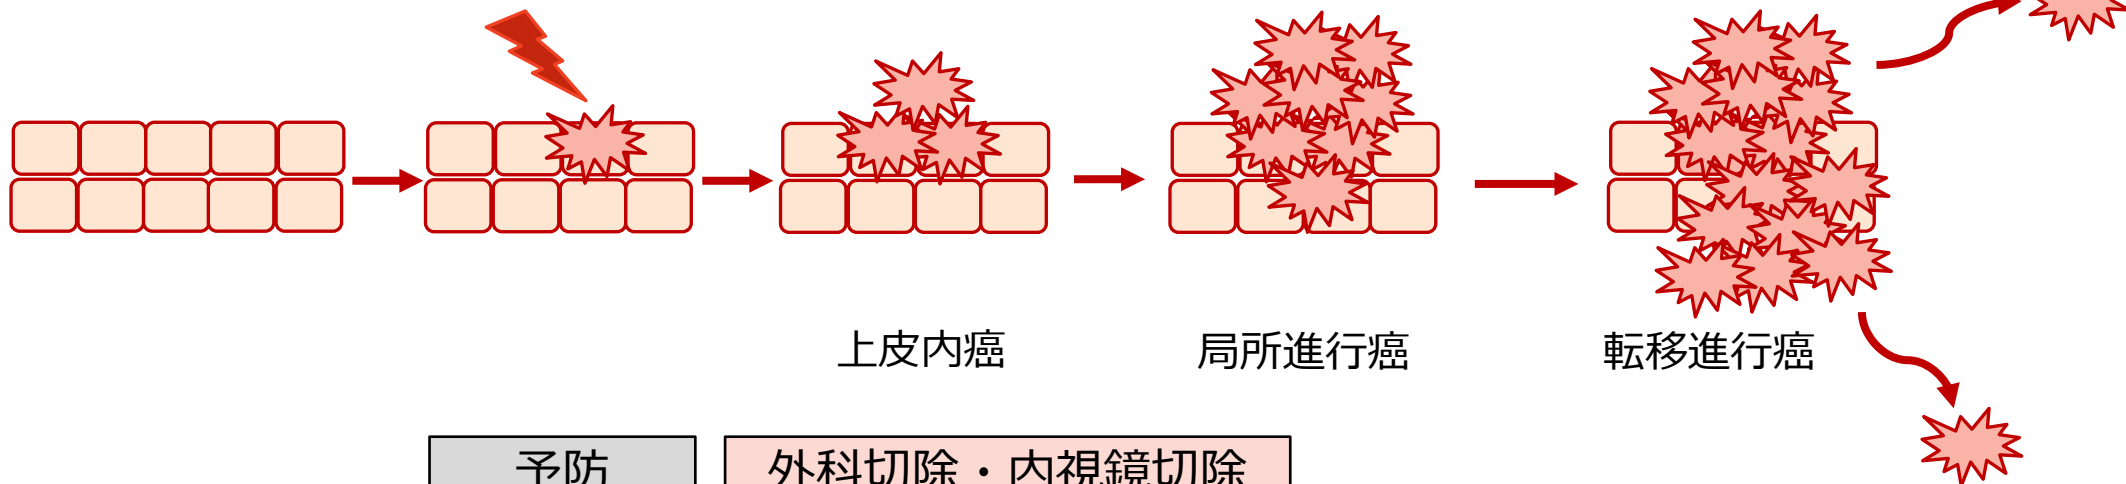 上皮内癌
局所進行癌
転移進行癌
予防
外科切除・内視鏡切除